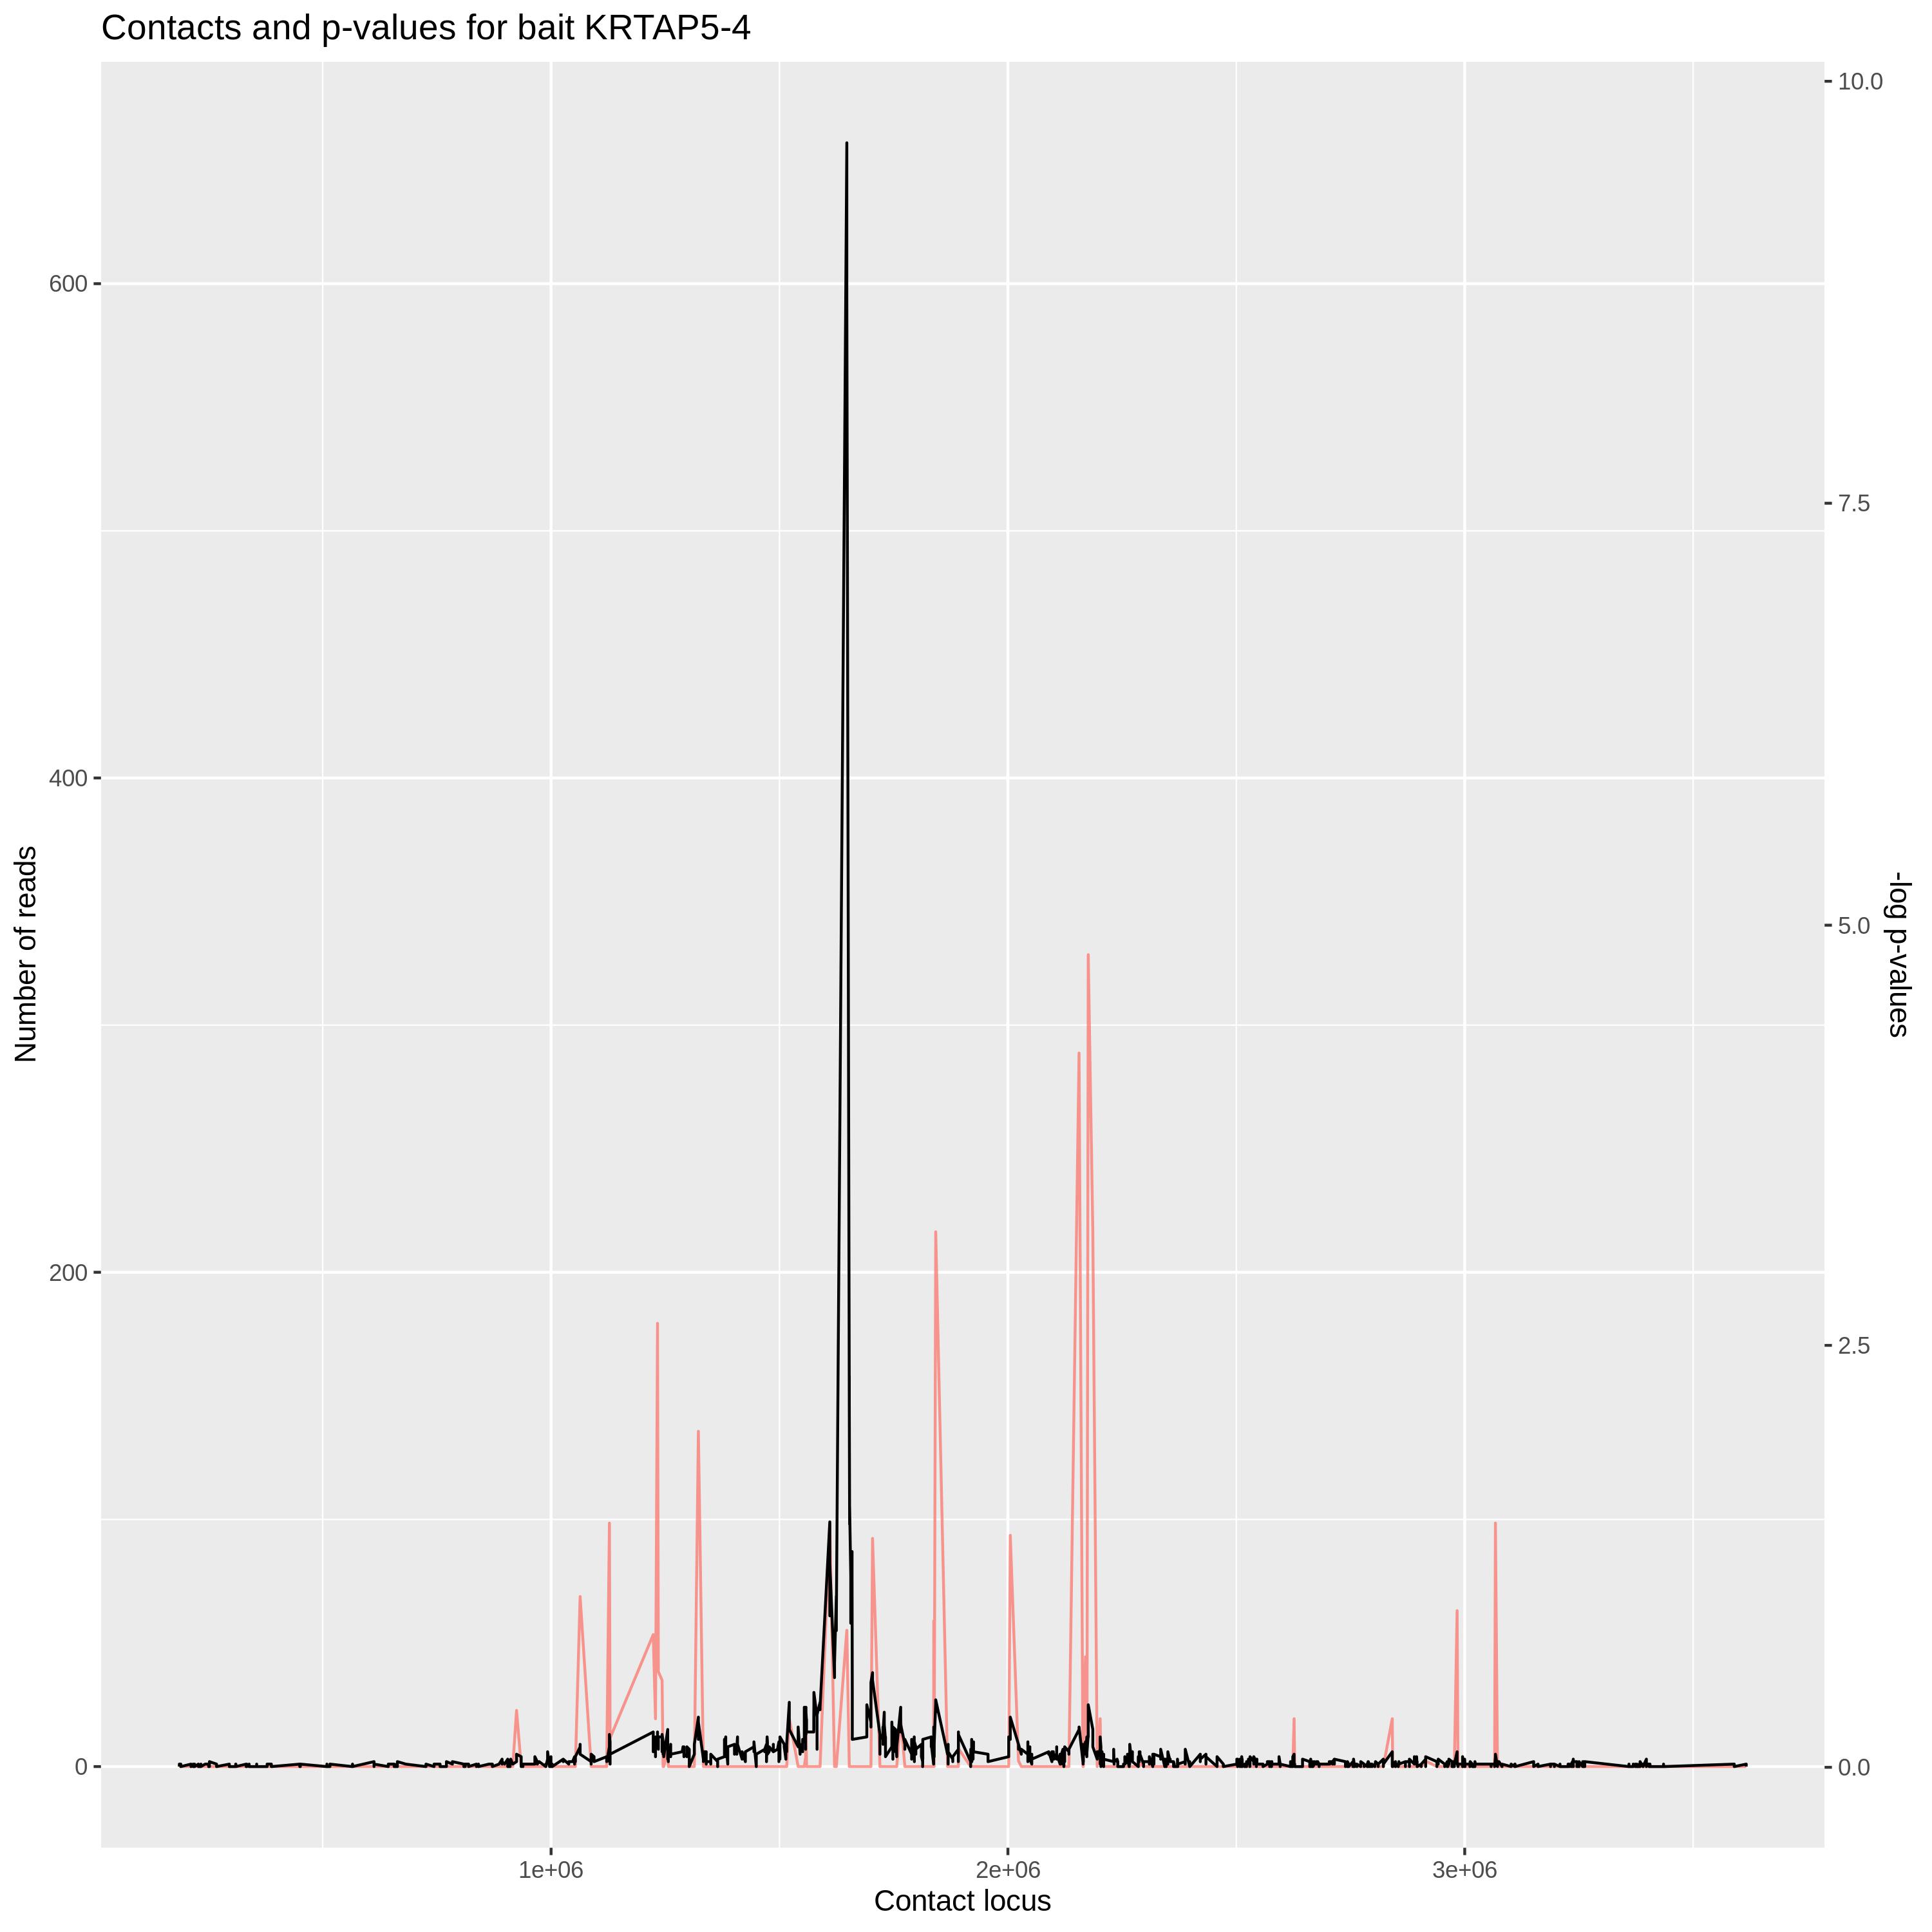 Contacts and p-values for bait KRTAP5-4
Number of reads
600
400
200
0
10.0
7.5
5.0
2.5
0.0
-log p-values
1e+06
2e+06
3e+06
Contact locus